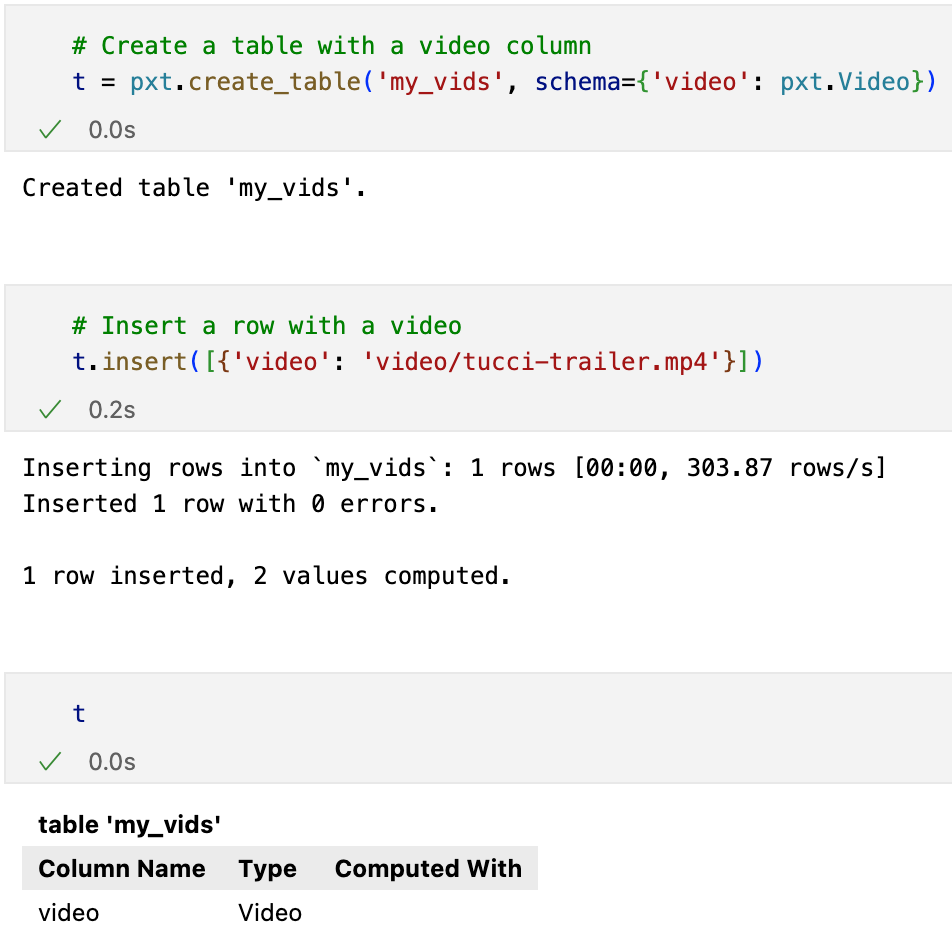 # Create a table with a video column
t = pxt.create_table('my_vids', schema={'video': pxt.Video})
0.0s
Created table 'my_vids'.
# Insert a row with a video
t.insert([{'video': 'video/tucci-trailer.mp4'}])
0.2s
Inserting rows into `my_vids`: 1 rows [00:00, 303.87 rows/s]
Inserted 1 row with 0 errors.
1 row inserted, 2 values computed.
t
0.0s
table 'my_vids'
Column Name Type Computed With
video Video